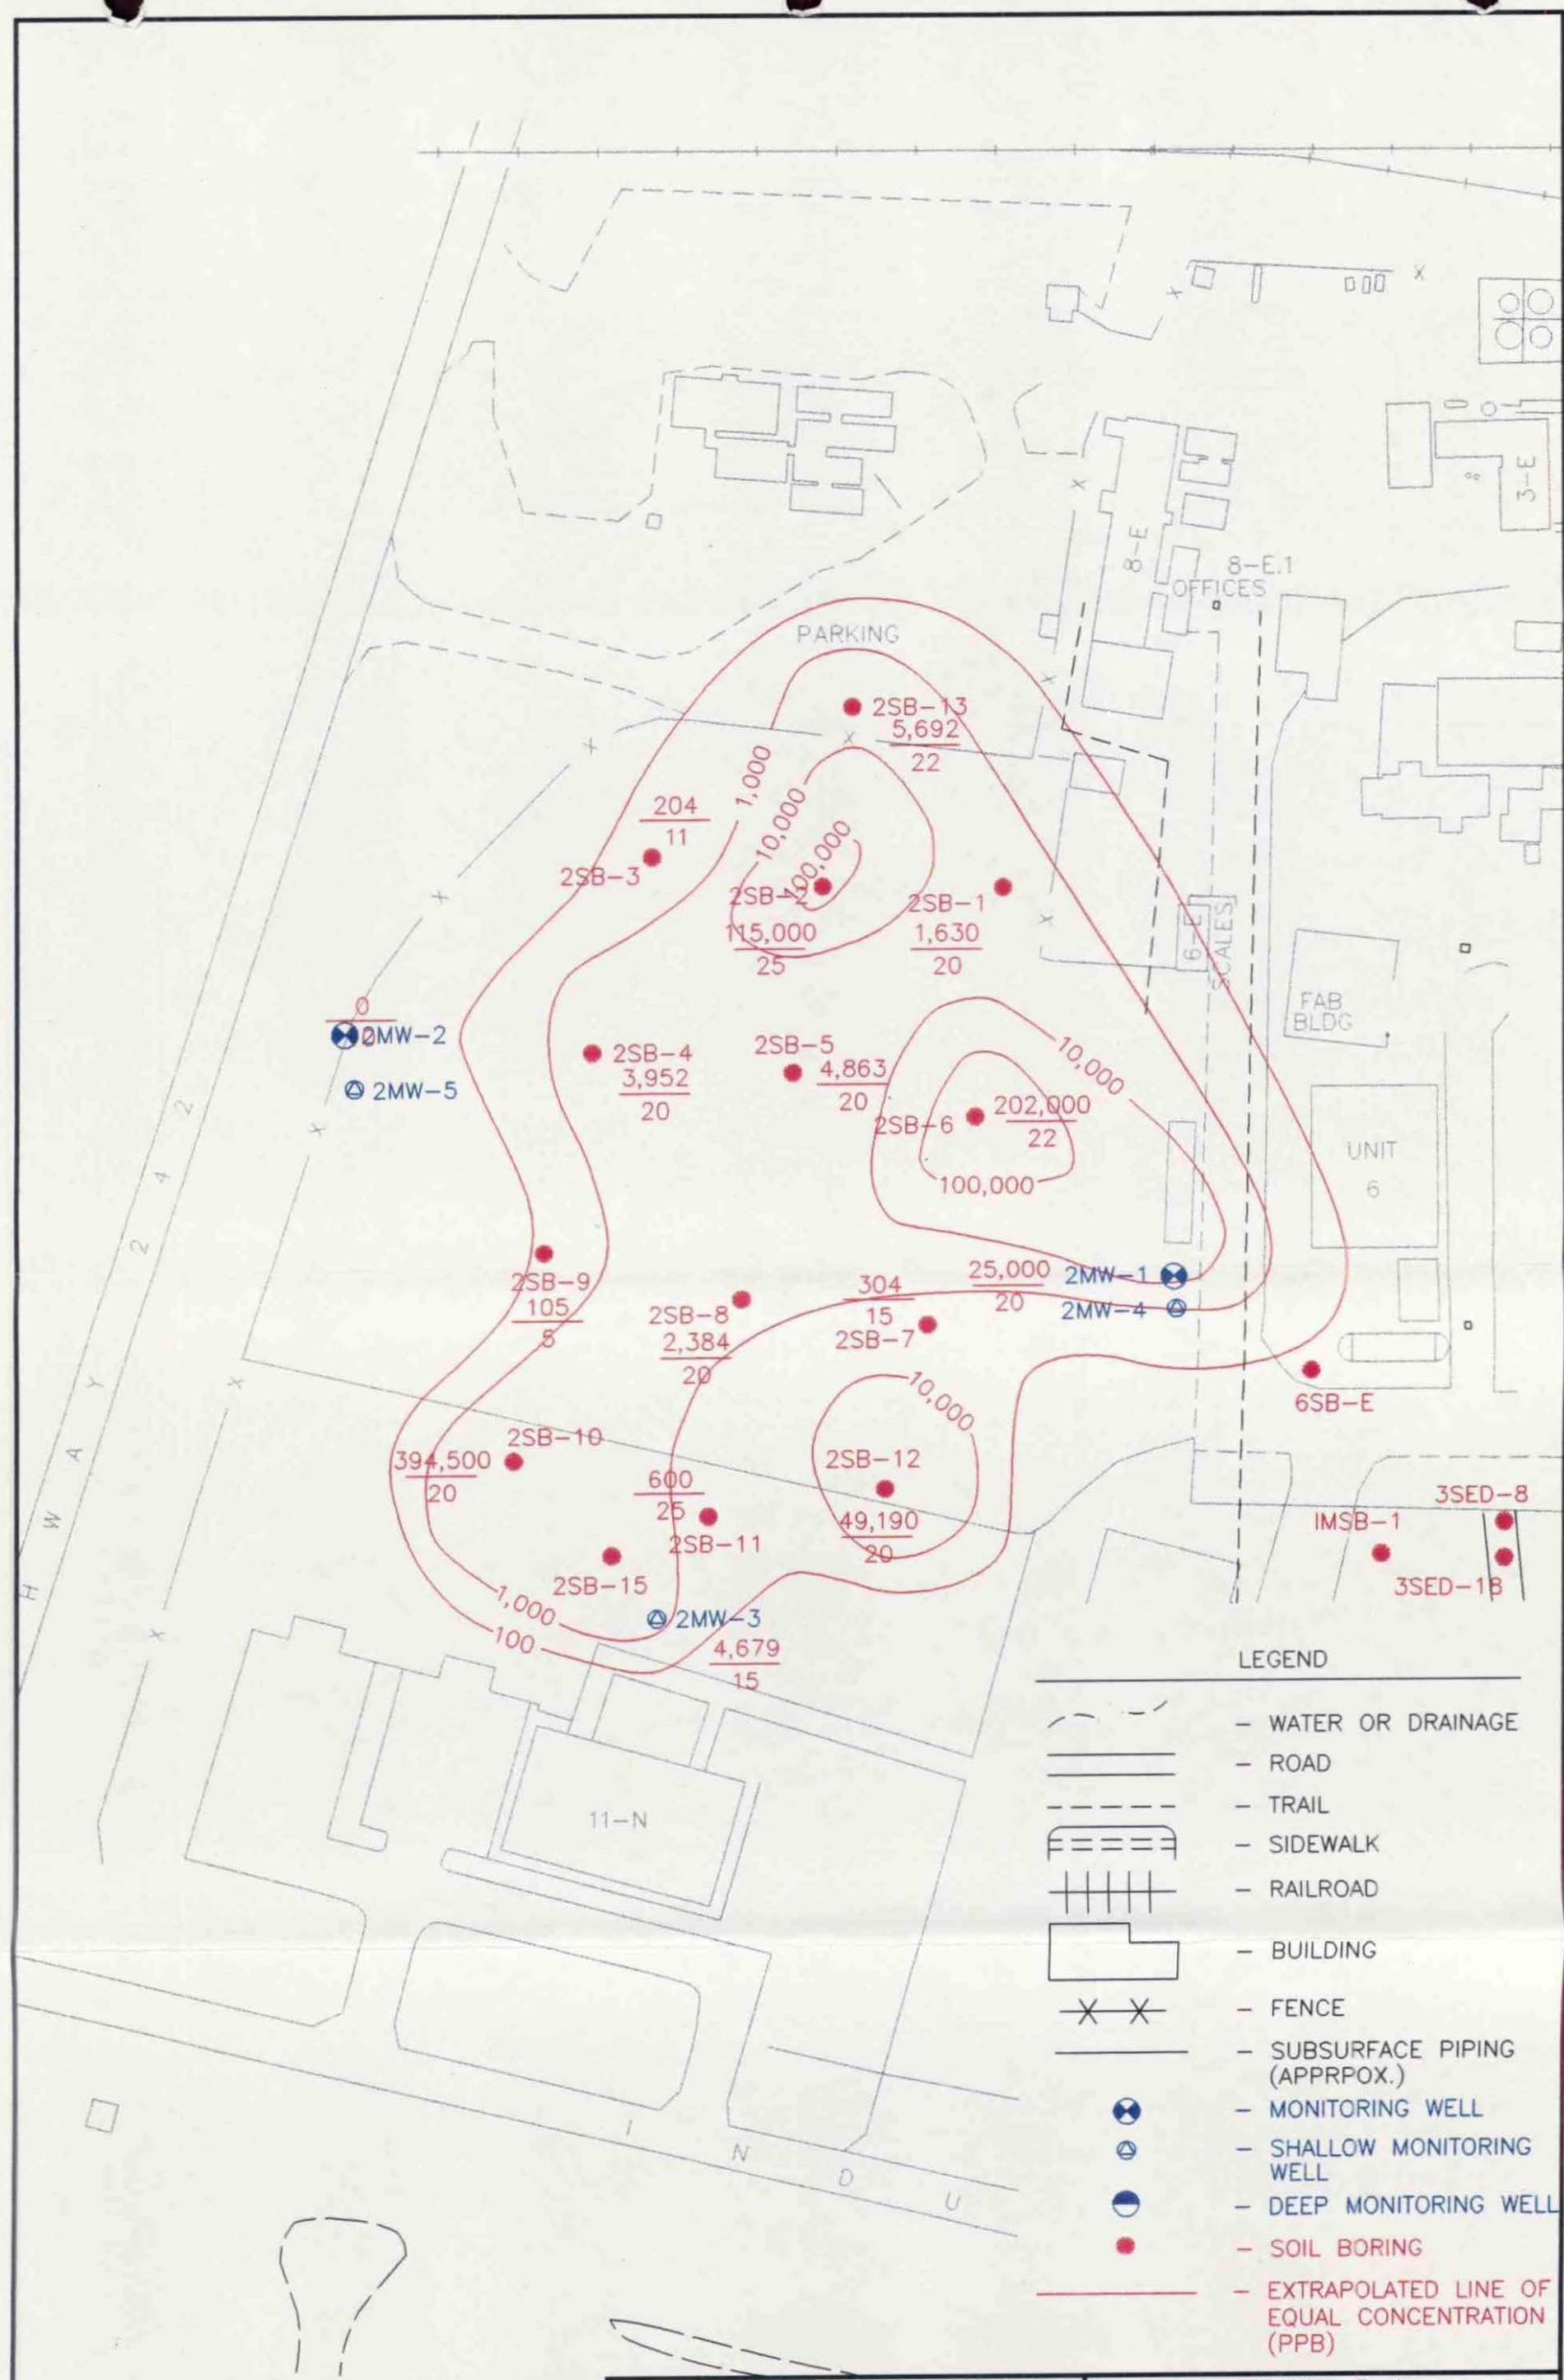 3-E
8-E
8-E.1
OFFICES
PARKING
2SB-13
5,692
22
1,000
10,000
100,000
204
11
2SB-3
2SB-2
115,000
25
2SB-1
1,630
20
6-E
SCALES
FAB
BLDG
0
0
2MW-2
2MW-5
2SB-4
3,952
20
2SB-5
4,863
20
10,000
2SB-6
202,000
22
100,000
UNIT
6
2SB-9
105
5
2SB-8
2,384
20
304
15
2SB-7
25,000
20
2MW-1
2MW-4
6SB-E
10,000
2SB-10
394,500
20
600
25
2SB-11
2SB-12
49,190
20
2SB-15
1,000
100
2MW-3
4,679
15
IMSB-1
3SED-8
3SED-18
HWAY 242
11-N
INDU
LEGEND
- WATER OR DRAINAGE
- ROAD
- TRAIL
- SIDEWALK
- RAILROAD
- BUILDING
- FENCE
- SUBSURFACE PIPING
(APPRPOX.)
- MONITORING WELL
- SHALLOW MONITORING
WELL
- DEEP MONITORING WELL
- SOIL BORING
- EXTRAPOLATED LINE OF
EQUAL CONCENTRATION
(PPB)